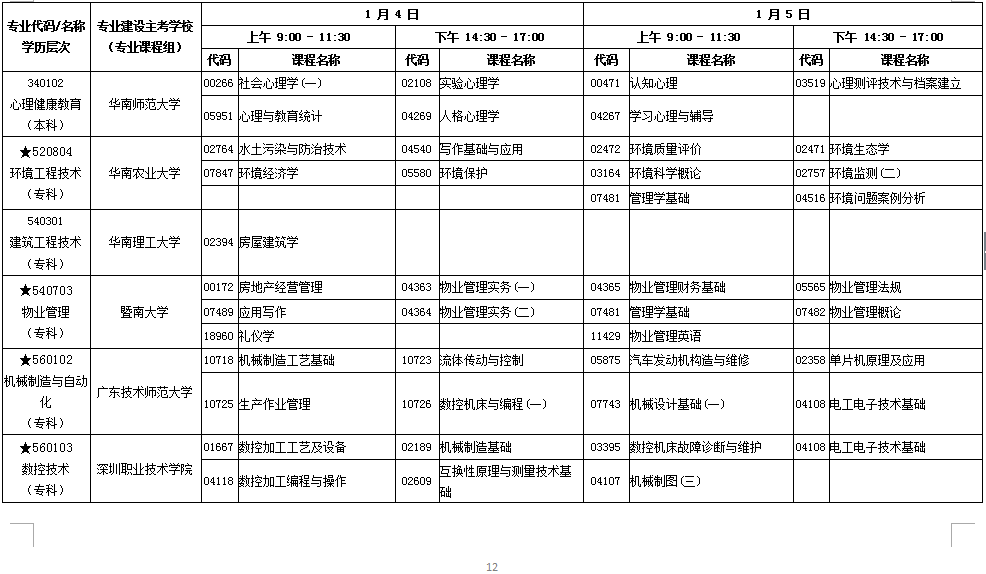 专业代码/名称 专业建设主考学校 1 月 4 日 1 月 5 日
学历层次 （专业课程组） 上午 9:00 - 11:30 下午 14:30 - 17:00 上午 9:00 - 11:30 下午 14:30 - 17:00
代码 课程名称 代码 课程名称 代码 课程名称 代码 课程名称
340102
心理健康教育
（本科）
华南师范大学
00266 社会心理学(一) 02108 实验心理学 00471 认知心理 03519 心理测评技术与档案建立
05951 心理与教育统计 04269 人格心理学 04267 学习心理与辅导
★520804
环境工程技术
（专科）
华南农业大学
02764 水土污染与防治技术 04540 写作基础与应用 02472 环境质量评价 02471 环境生态学
07847 环境经济学 05580 环境保护 03164 环境科学概论 02757 环境监测(二)
07481 管理学基础 04516 环境问题案例分析
540301
建筑工程技术
（专科）
华南理工大学
02394 房屋建筑学
★540703
物业管理
（专科）
暨南大学
00172 房地产经营管理 04363 物业管理实务(一) 04365 物业管理财务基础 05565 物业管理法规
07489 应用写作 04364 物业管理实务(二) 07481 管理学基础 07482 物业管理概论
18960 礼仪学 11429 物业管理英语
★560102
机械制造与自动
化
（专科）
广东技术师范大学
10718 机械制造工艺基础 10723 流体传动与控制 05875 汽车发动机构造与维修 02358 单片机原理及应用
10725 生产作业管理 10726 数控机床与编程(一) 07743 机械设计基础(一) 04108 电工电子技术基础
★560103
数控技术
（专科）
深圳职业技术学院
01667 数控加工工艺及设备 02189 机械制造基础 03395 数控机床故障诊断与维护 04108 电工电子技术基础
04118 数控加工编程与操作 02609 互换性原理与测量技术基
础
04107 机械制图(三)
12